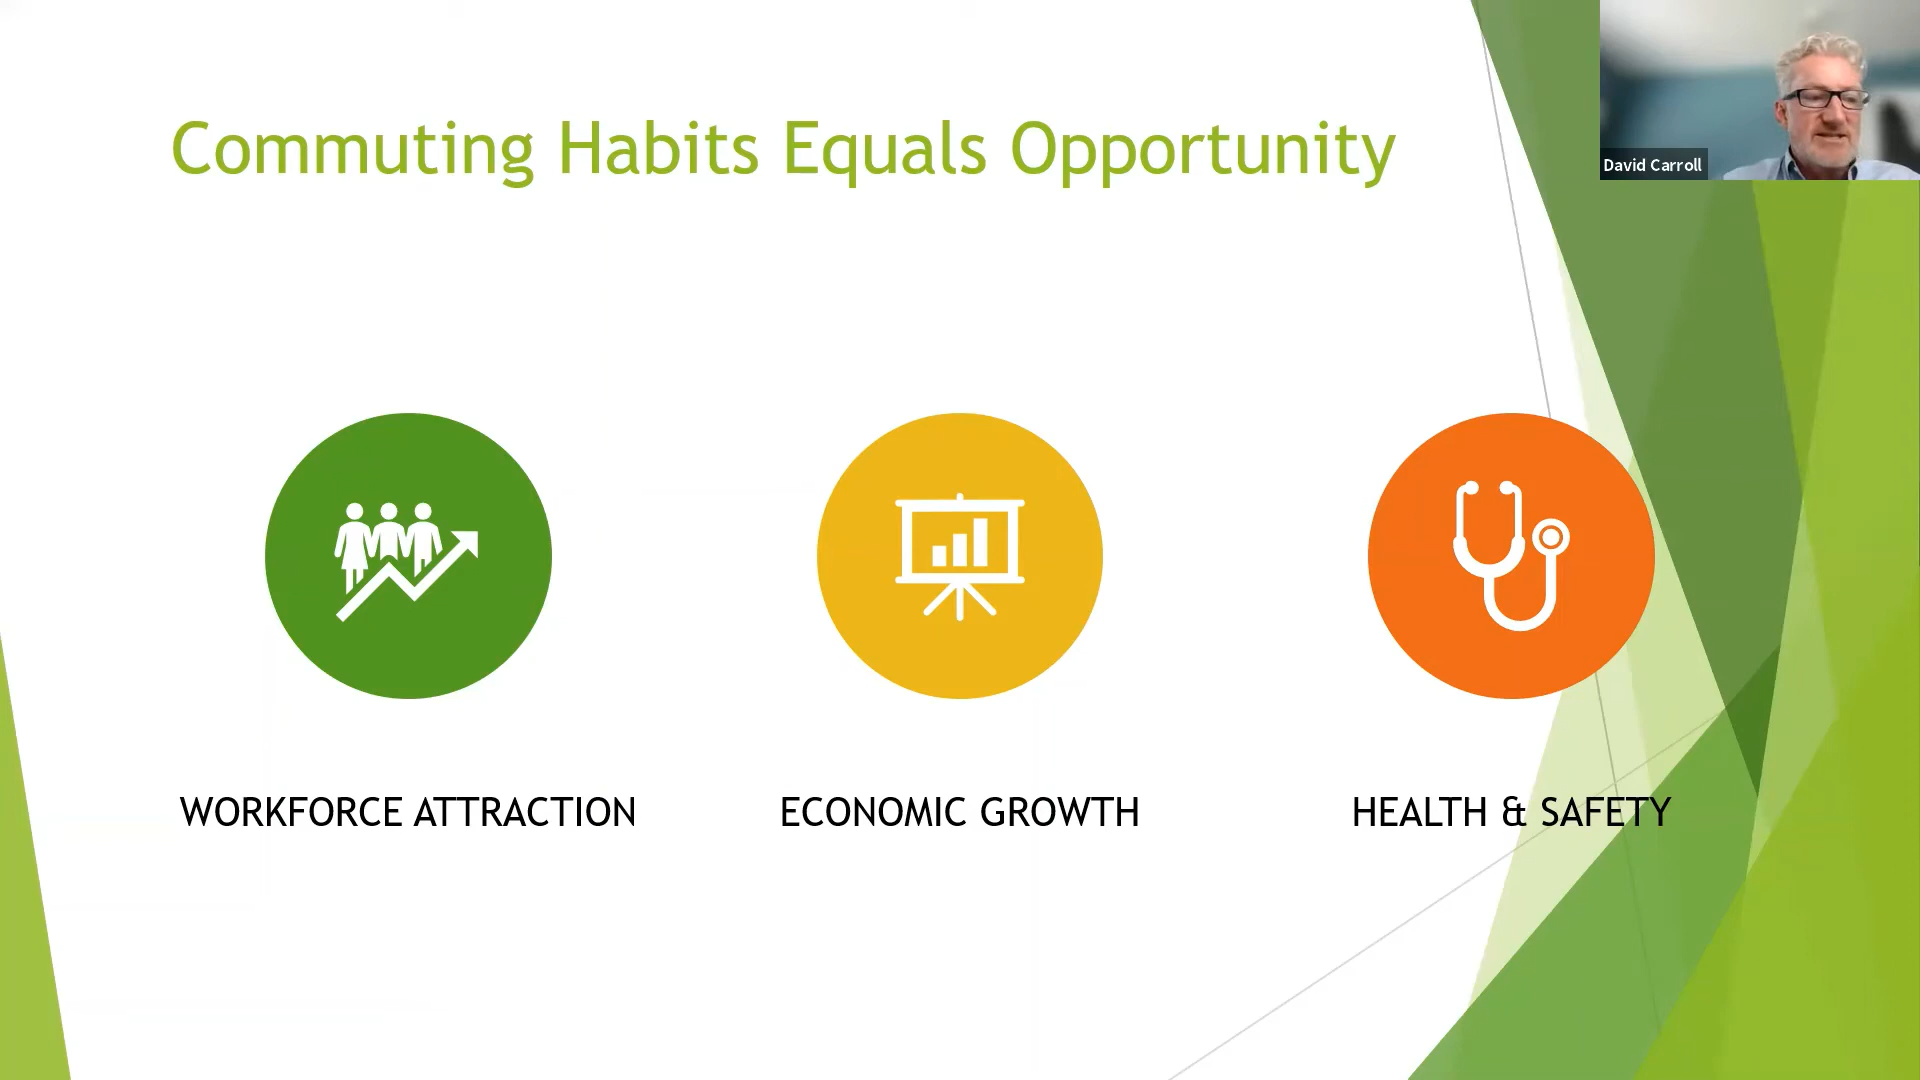 Commuting Habits Equals Opportunity
David Carroll
WORKFORCE ATTRACTION
ECONOMIC GROWTH
HEALTH & SAFETY